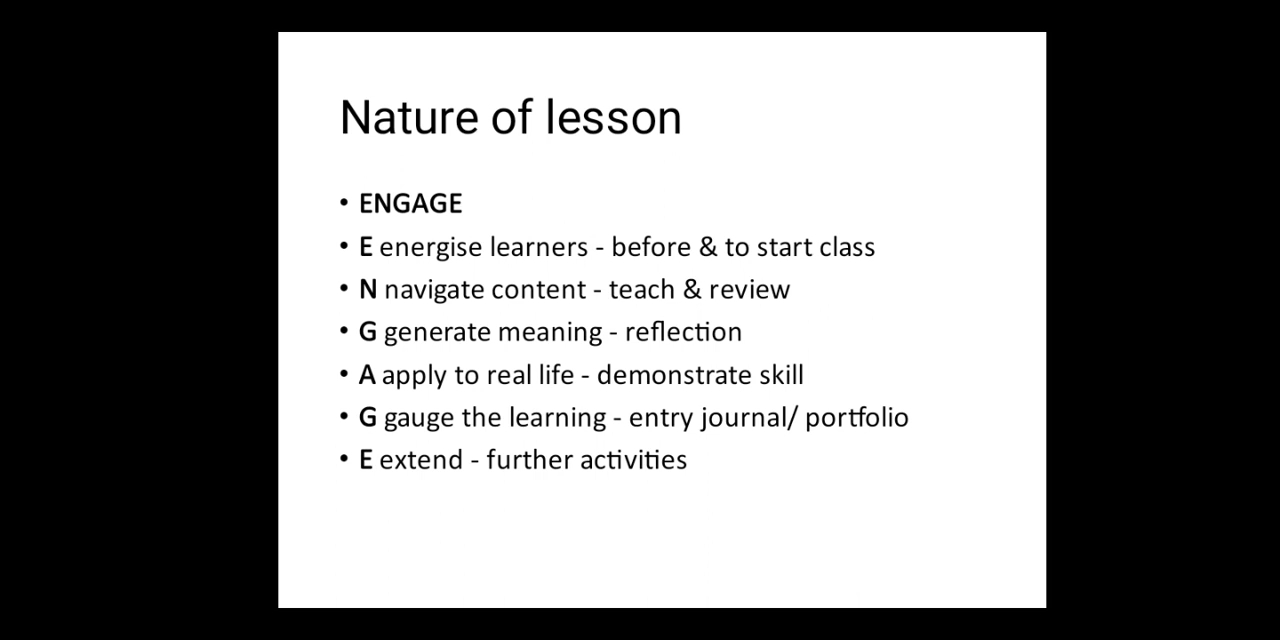 Nature of lesson
• ENGAGE
• E energise learners - before & to start class
• N navigate content - teach & review
• G generate meaning - reflection
• A apply to real life - demonstrate skill
• G gauge the learning - entry journal/ portfolio
• E extend - further activities